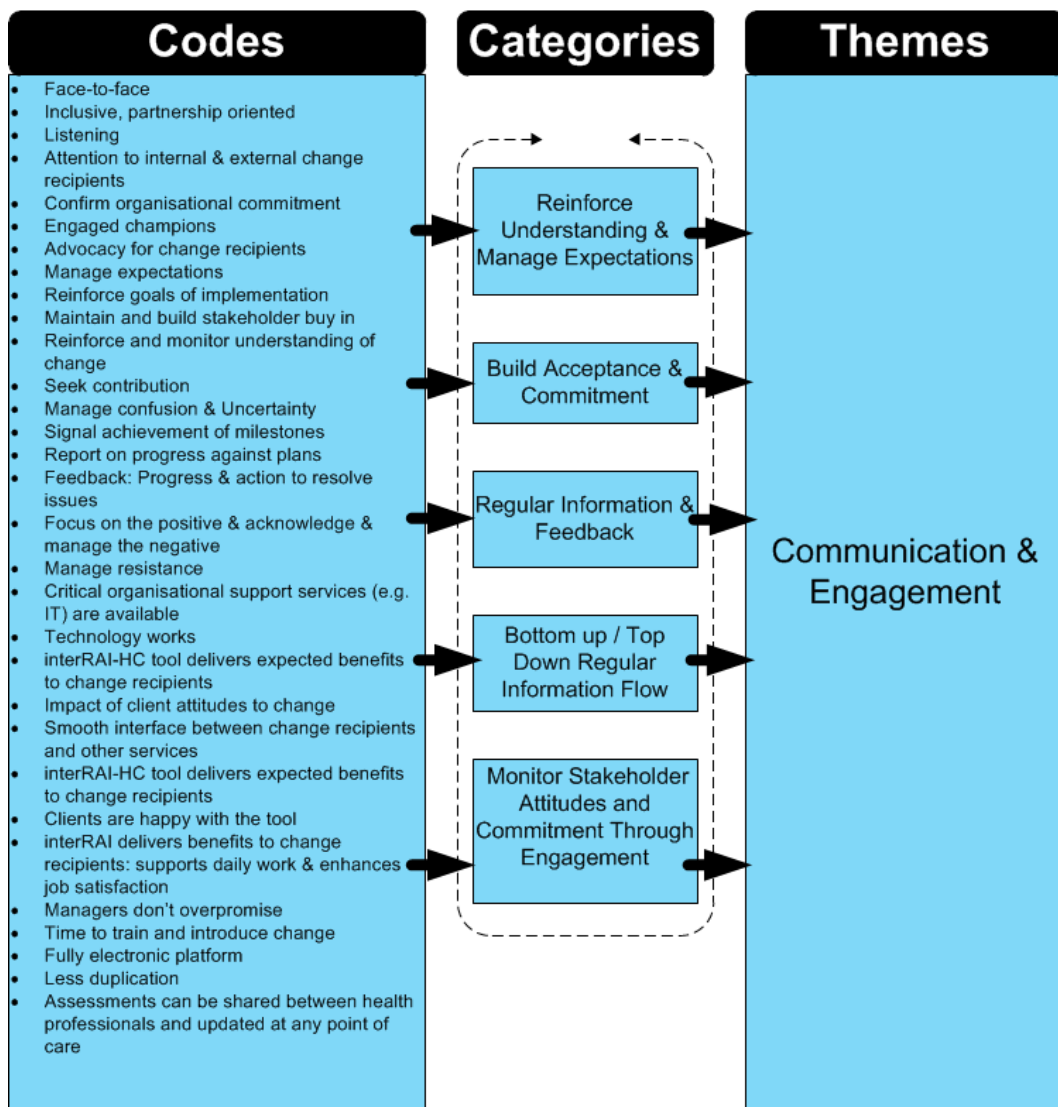 Codes
Face-to-face
Inclusive, partnership oriented
Listening
Attention to internal & external change
recipients
Confirm organisational commitment
Engaged champions
Advocacy for change recipients
Manage expectations
Reinforce goals of implementation
Maintain and build stakeholder buy in
Reinforce and monitor understanding of
change
Seek contribution
Manage confusion & Uncertainty
Signal achievement of milestones
Report on progress against plans
Feedback: Progress & action to resolve
issues
Focus on the positive & acknowledge &
manage the negative
Manage resistance
Critical organisational support services (e.g.
IT) are available
Technology works
interRAI-HC tool delivers expected benefits
to change recipients
Impact of client attitudes to change
Smooth interface between change recipients
and other services
interRAI-HC tool delivers expected benefits
to change recipients
Clients are happy with the tool
interRAI delivers benefits to change
recipients: supports daily work & enhances
job satisfaction
Managers don't overpromise
Time to train and introduce change
Fully electronic platform
Less duplication
Assessments can be shared between health
professionals and updated at any point of
care
Categories
Reinforce
Understanding &
Manage Expectations
Build Acceptance &
Commitment
Regular Information &
Feedback
Bottom up / Top
Down Regular
Information Flow
Monitor Stakeholder
Attitudes and
Commitment Through
Engagement
Themes
Communication &
Engagement